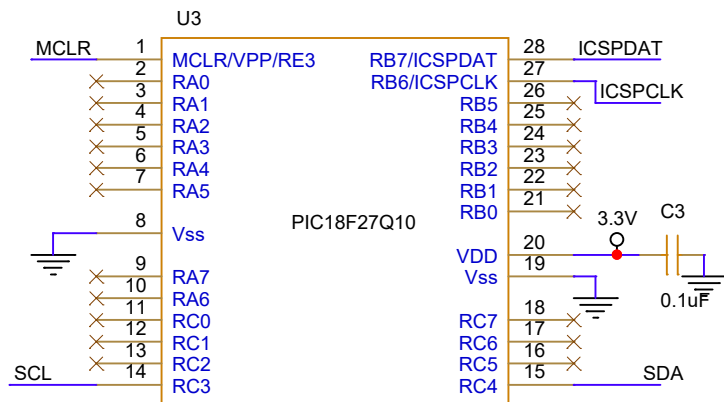 U3
MCLR 1 MCLR/VPP/RE3 RB7/ICSPDAT 28 ICSPDAT
2 RA0 RB6/ICSPCLK 27 ICSPCLK
3 RA1 RB5 26
4 RA2 RB4 25
5 RA3 RB3 24
6 RA4 RB2 23
7 RA5 RB1 22
RB0 21
8 Vss PIC18F27Q10 3.3V C3
VDD 20
9 RA7 Vss 19
10 RA6 0.1uF
11 RC0 RC7 18
12 RC1 RC6 17
13 RC2 RC5 16
SCL 14 RC3 RC4 15 SDA